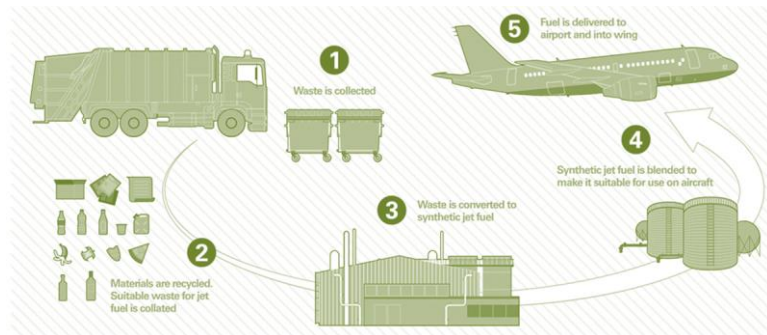 1
Waste is collected
2
Materials are recycled.
Suitable waste for jet
fuel is collated
3
Waste is converted to
synthetic jet fuel
4
Synthetic jet fuel is blended to
make it suitable for use on aircraft
5
Fuel is delivered to
airport and into wing